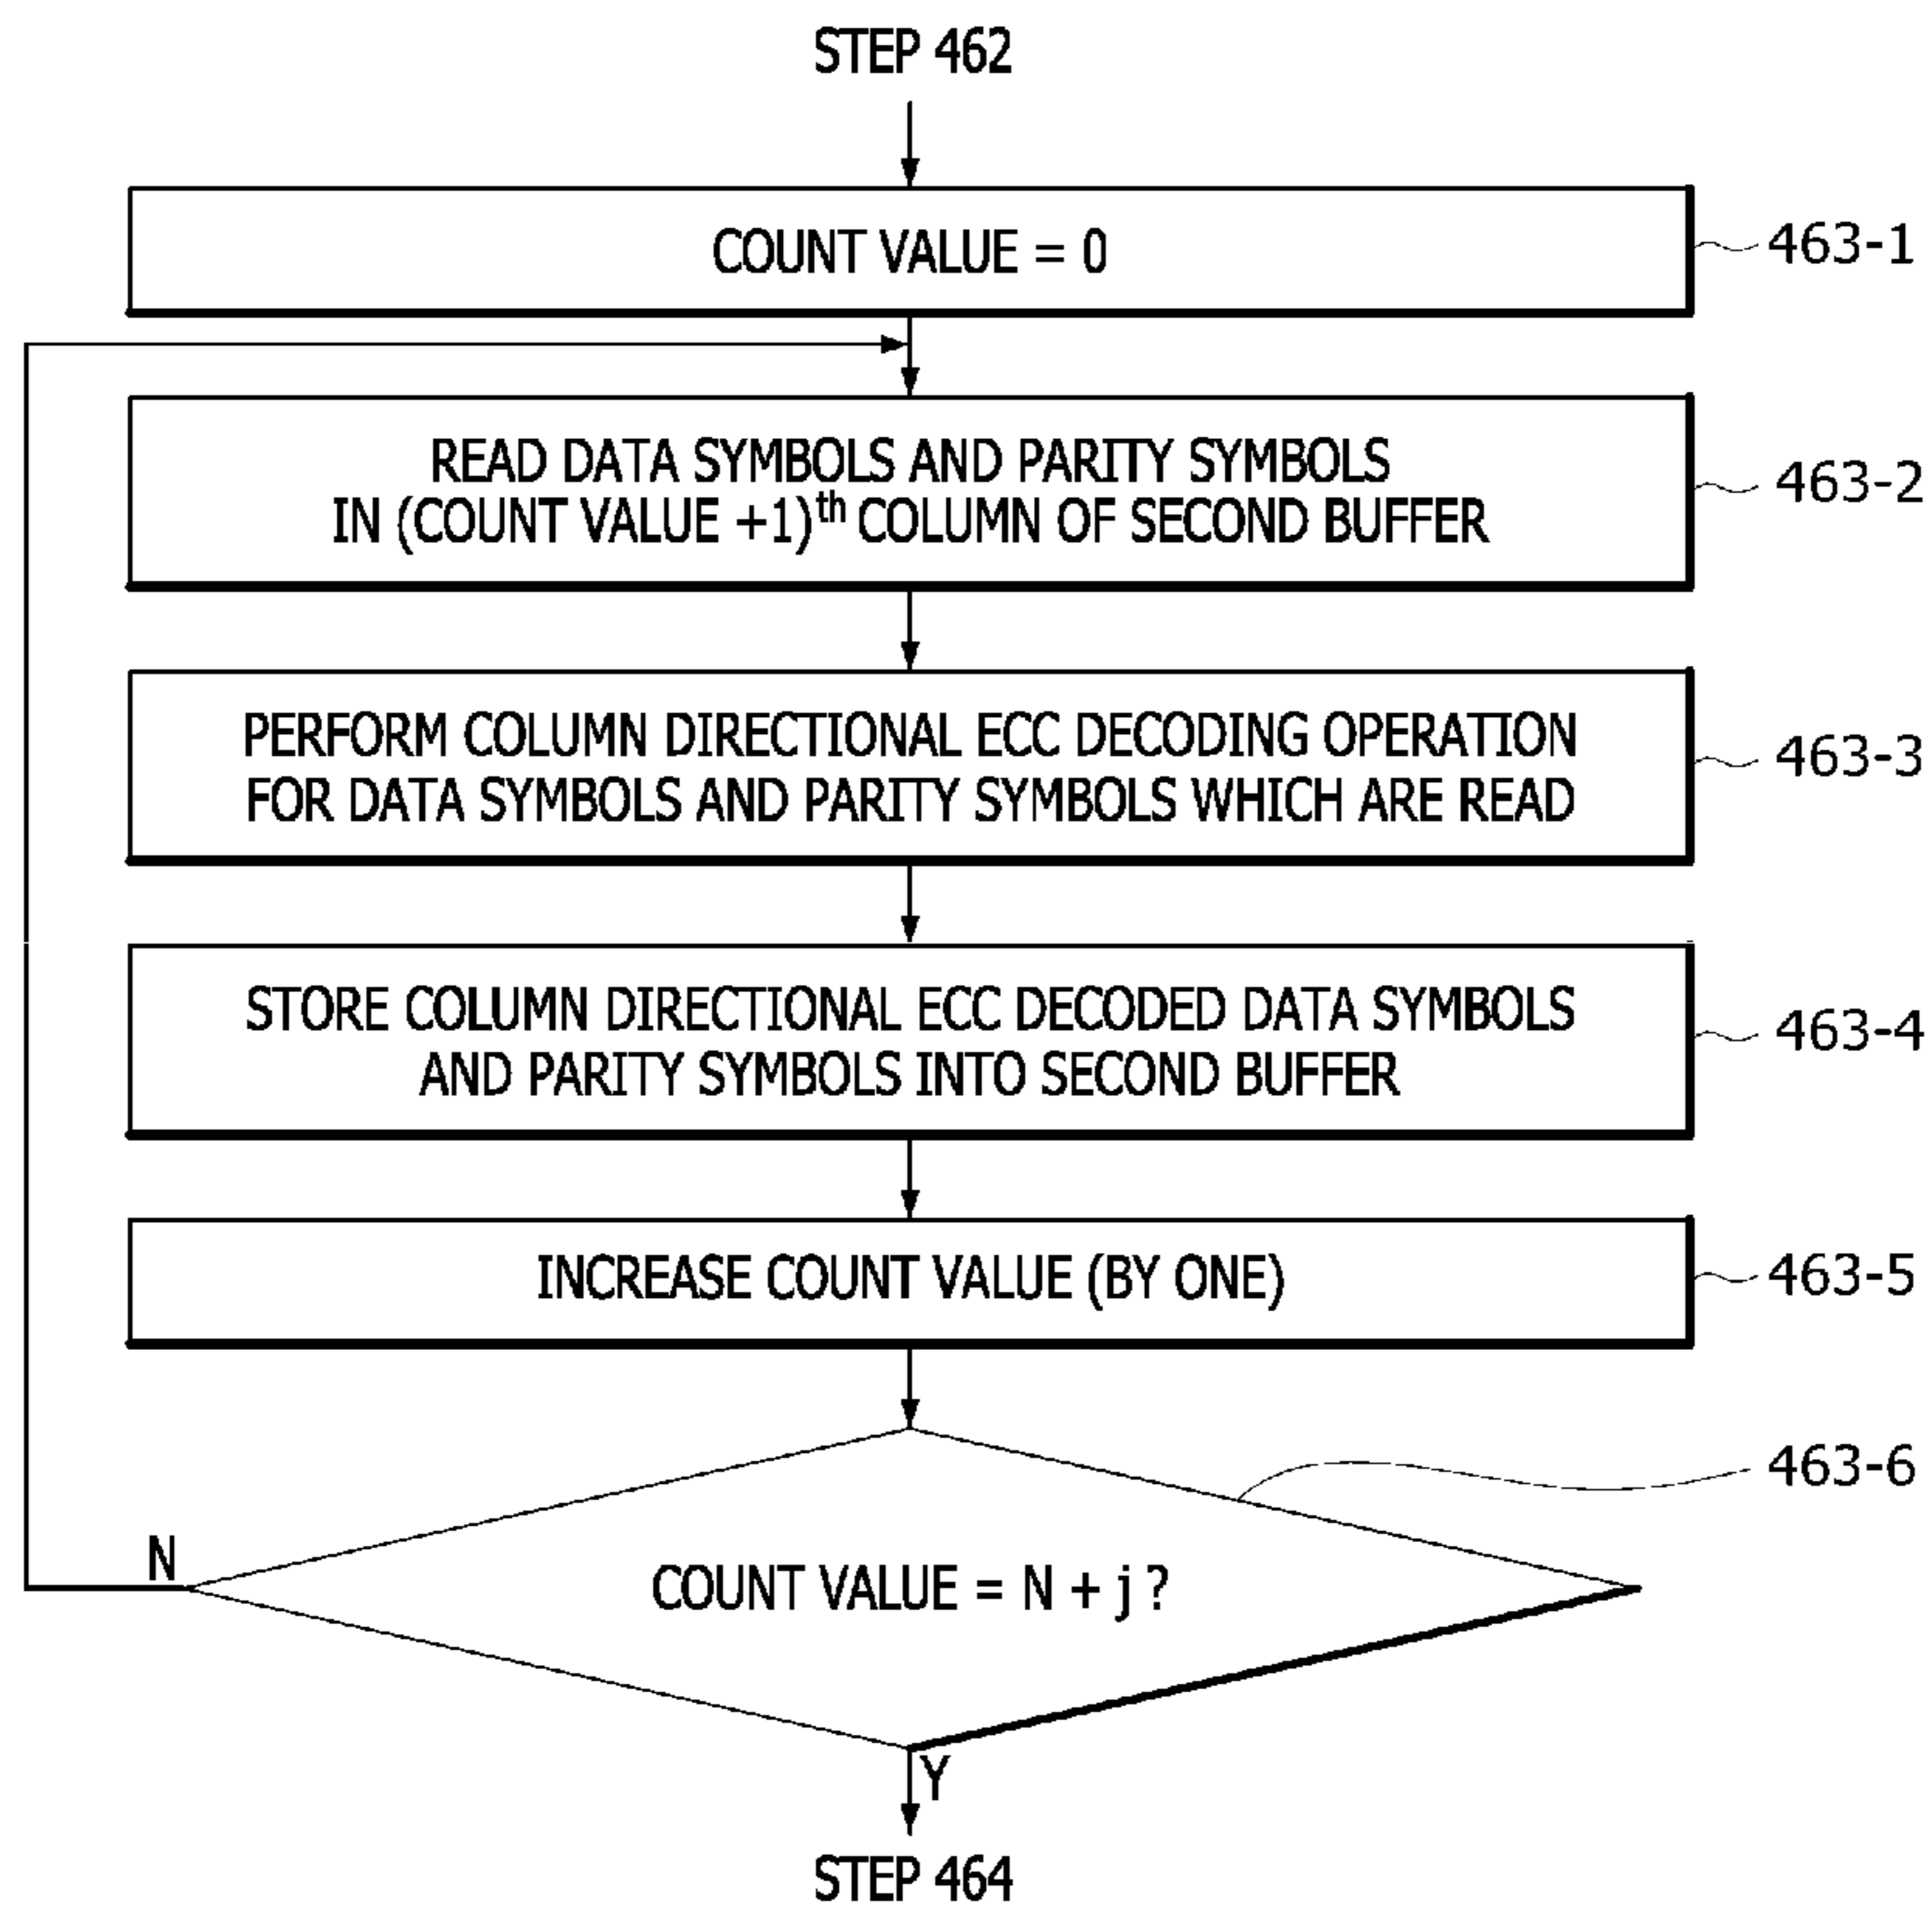 STEP 462
COUNT VALUE = 0
463-1
READ DATA SYMBOLS AND PARITY SYMBOLS
IN (COUNT VALUE +1)th COLUMN OF SECOND BUFFER
463-2
PERFORM COLUMN DIRECTIONAL ECC DECODING OPERATION
FOR DATA SYMBOLS AND PARITY SYMBOLS WHICH ARE READ
463-3
STORE COLUMN DIRECTIONAL ECC DECODED DATA SYMBOLS
AND PARITY SYMBOLS INTO SECOND BUFFER
463-4
INCREASE COUNT VALUE (BY ONE)
463-5
463-6
N
COUNT VALUE = N + j ?
Y
STEP 464